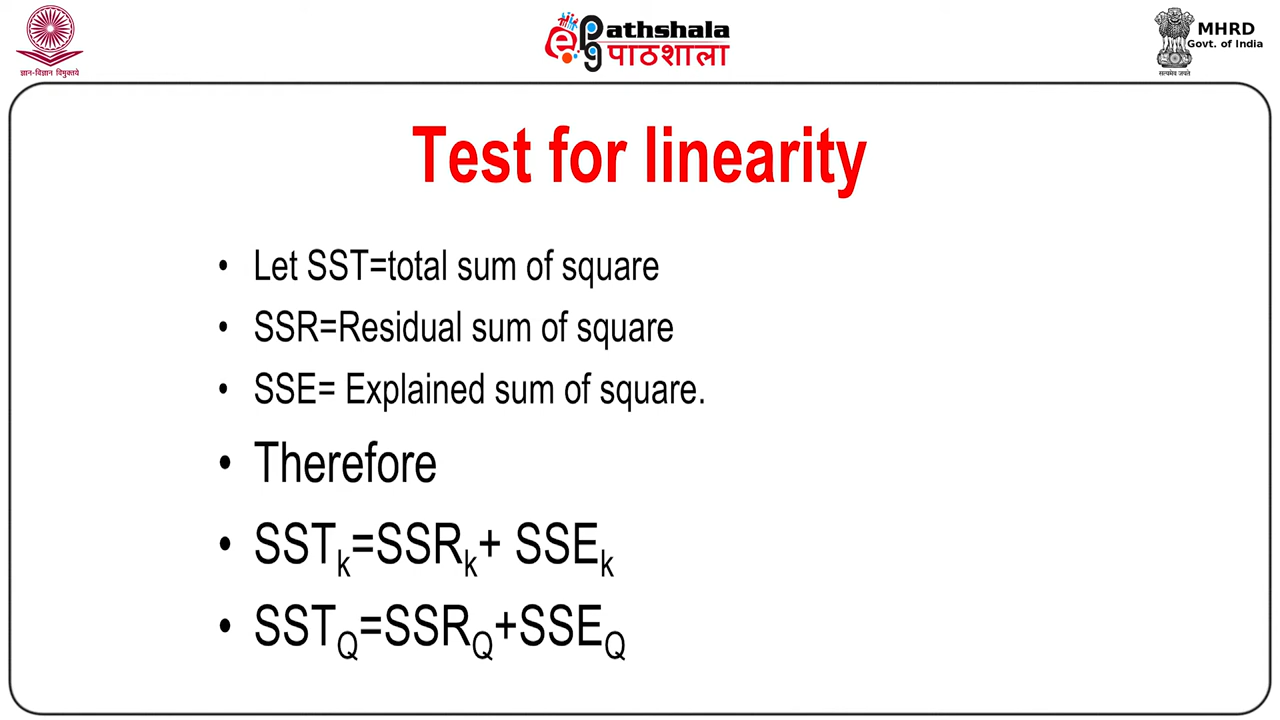 ज्ञान-विज्ञान विमुक्तये
epg Pathshala
पाठशाला
सत्यमेव जयते
MHRD
Govt. of India
Test for linearity
• Let SST=total sum of square
• SSR=Residual sum of square
• SSE= Explained sum of square.
• Therefore
• SSTk=SSRk+ SSEk
• SSTQ=SSRQ+SSEQ